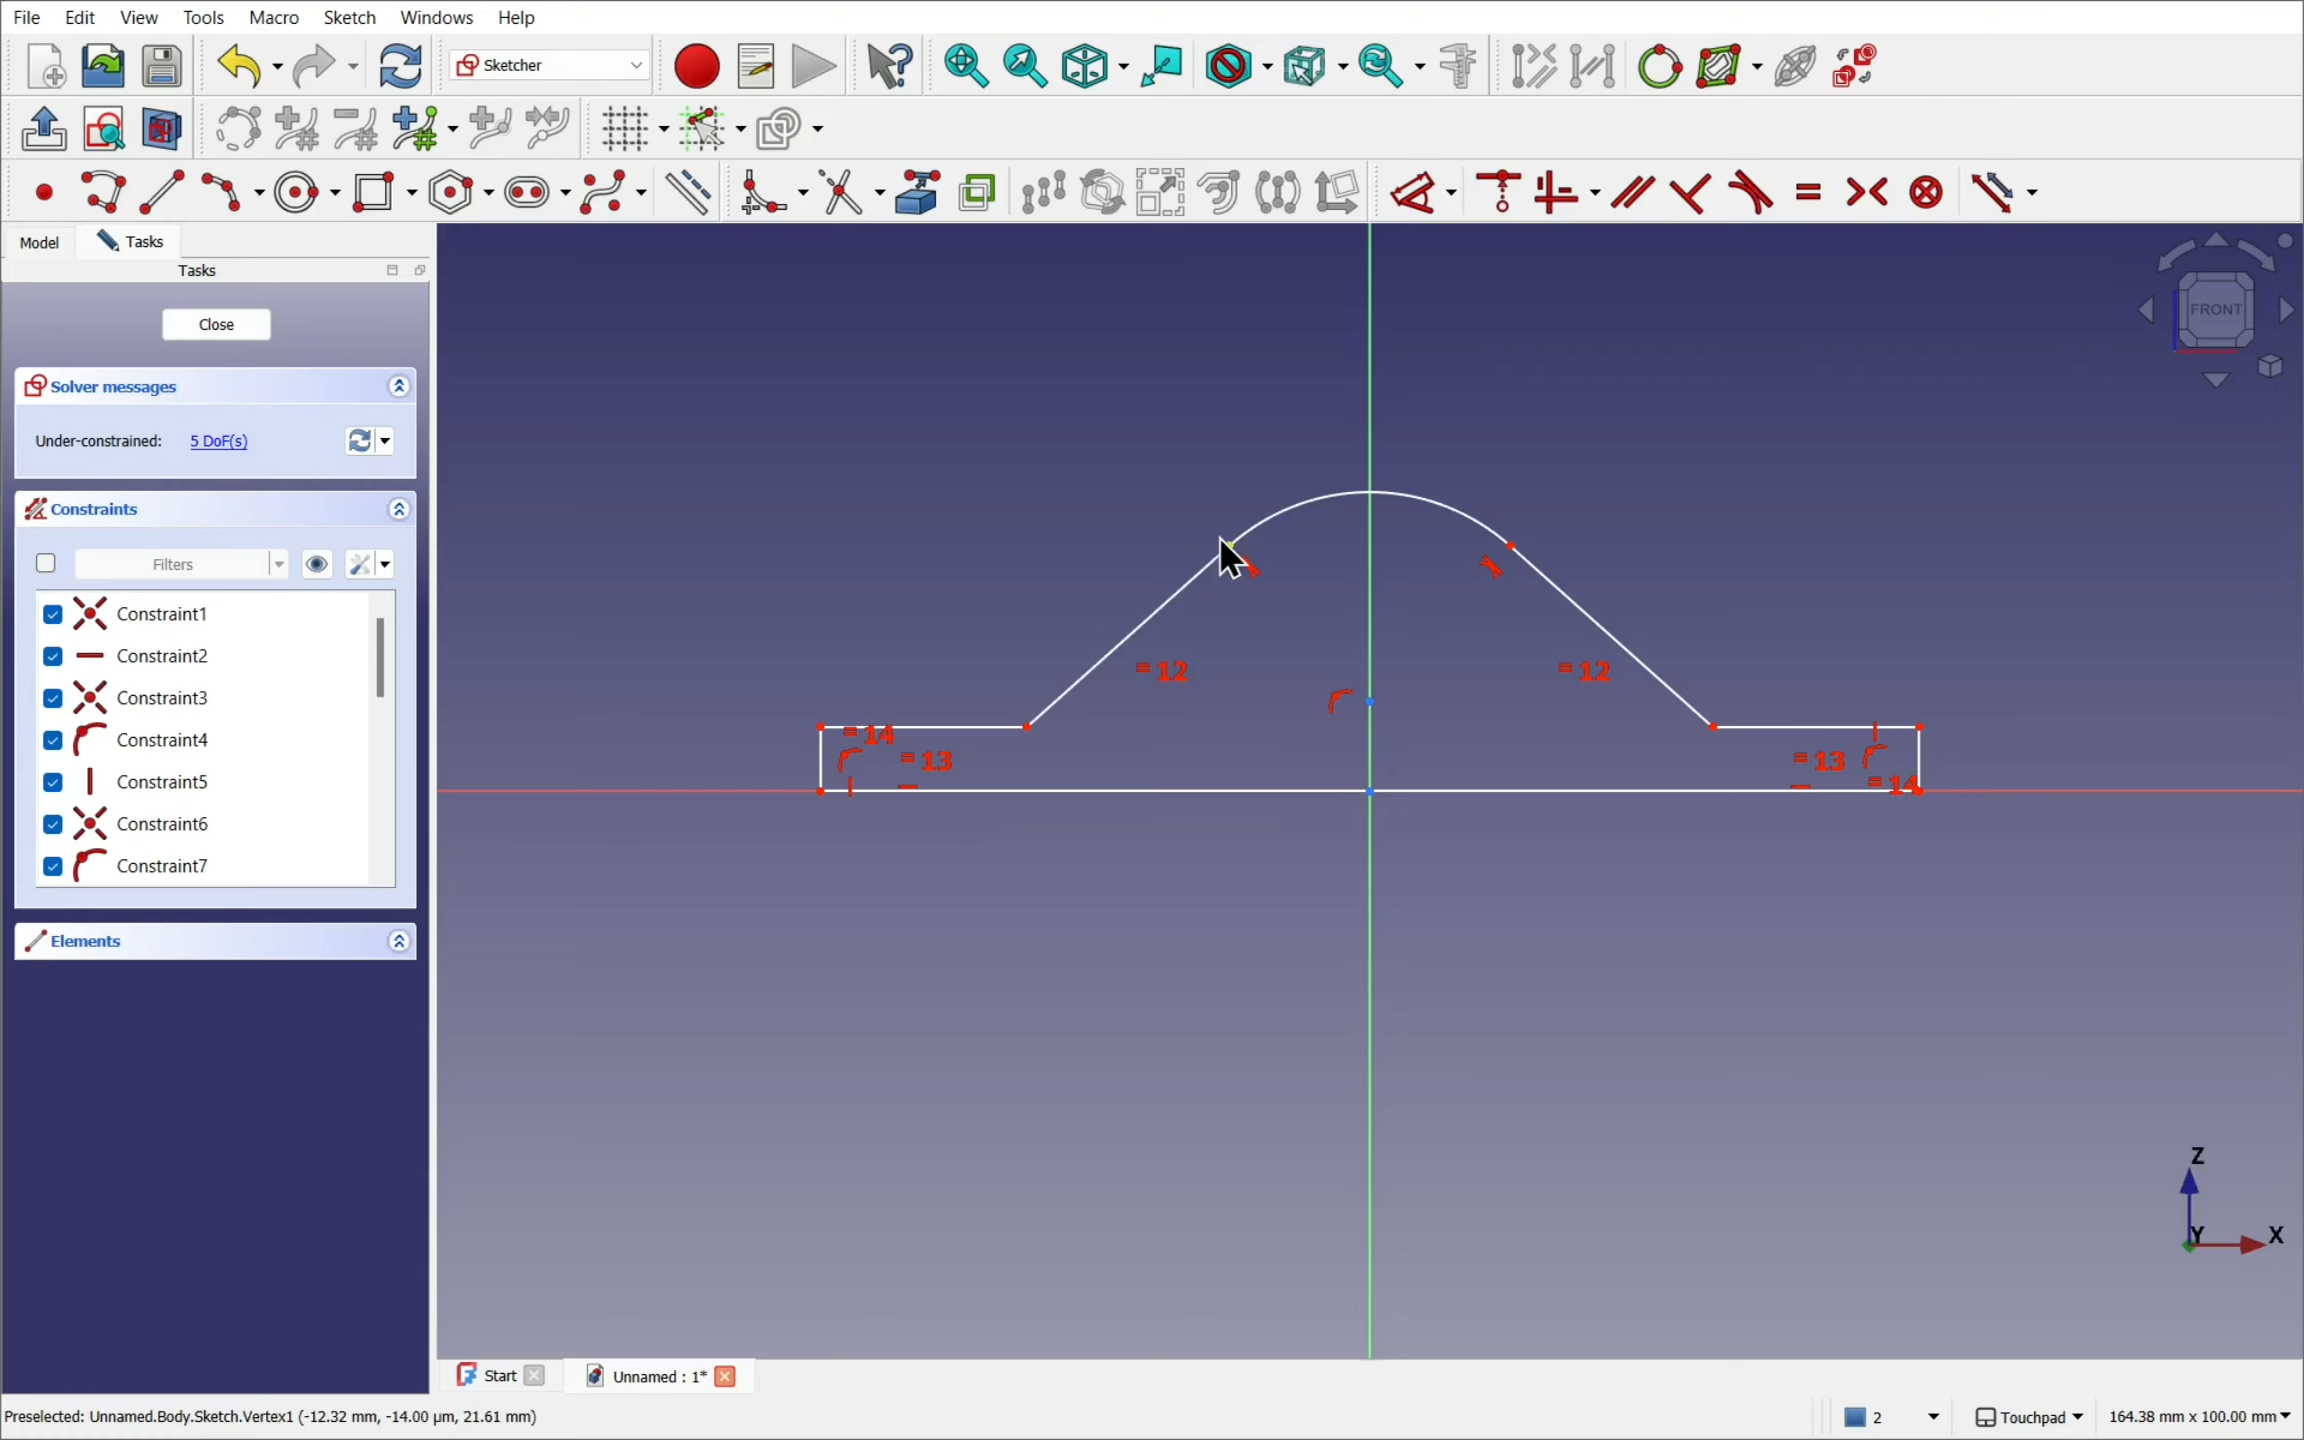 File Edit View Tools Macro Sketch Windows Help
Sketcher
Model Tasks
Tasks
Close
Solver messages
Under-constrained: 5 DoF(s)
Constraints
Filters
Constraint1
Constraint2
Constraint3
Constraint4
Constraint5
Constraint6
Constraint7
Elements
FRONT
= 12 = 12
= 14
= 13 = 13
= 14
Z
Y X
Start Unnamed : 1*
Preselected: Unnamed.Body.Sketch.Vertex1 (-12.32 mm, -14.00 µm, 21.61 mm) 2 Touchpad 164.38 mm x 100.00 mm